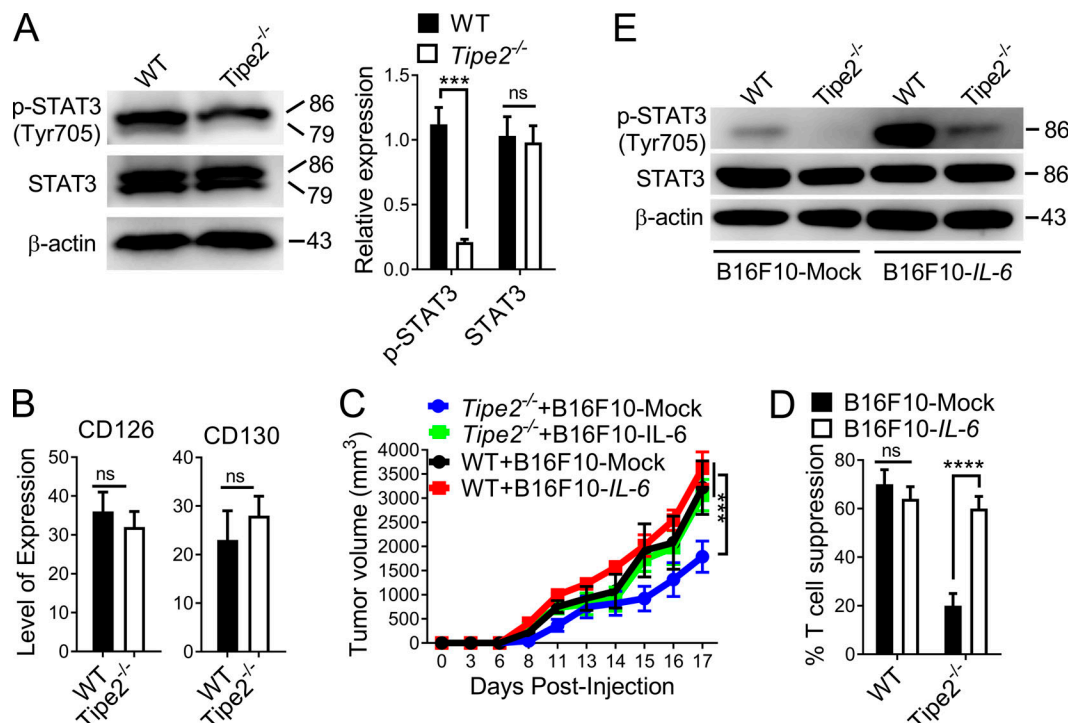 A
WT
Tipe2-/-
p-STAT3
(Tyr705)
86
79
STAT3
86
79
β-actin
43
WT
Tipe2-/-
Relative expression
1.5
1.0
0.5
0.0
***
ns
p-STAT3
STAT3
E
WT
Tipe2-/-
WT
Tipe2-/-
p-STAT3
(Tyr705)
86
STAT3
86
β-actin
43
B16F10-Mock
B16F10-IL-6
B
CD126
Level of Expression
50
40
30
20
10
0
ns
WT
Tipe2-/-
CD130
40
30
20
10
0
ns
WT
Tipe2-/-
C
Tipe2-/-+B16F10-Mock
Tipe2-/-+B16F10-IL-6
WT+B16F10-Mock
WT+B16F10-IL-6
Tumor volume (mm3)
4000
3500
3000
2500
2000
1500
1000
500
0
***
0 3 6 8 11 13 14 15 16 17
Days Post-Injection
D
B16F10-Mock
B16F10-IL-6
% T cell suppression
100
80
60
40
20
0
ns
****
WT
Tipe2-/-